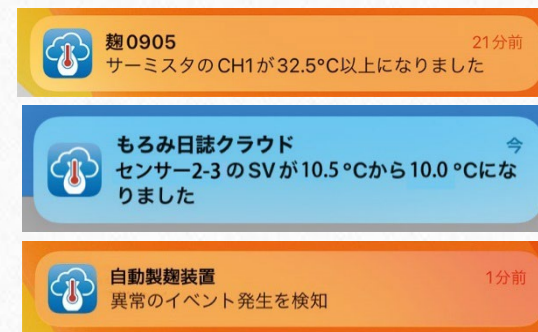 麹0905 21分前
サーミスタのCH1が32.5°C以上になりました
もろみ日誌クラウド 今
センサー2-3 のSVが10.5 °Cから10.0 °Cにな
りました
自動製麹装置 1分前
異常のイベント発生を検知